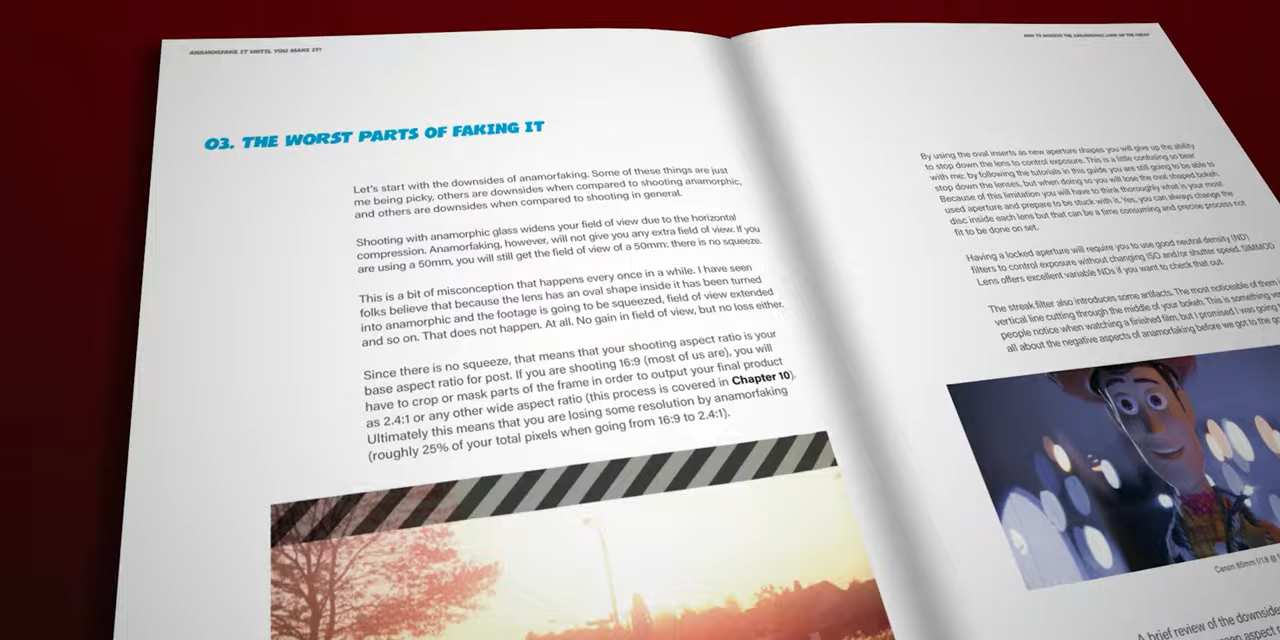 ANAMORFAKE IT UNTIL YOU MAKE IT!
03. THE WORST PARTS OF FAKING IT
Let's start with the downsides of anamorfaking. Some of these things are just
me being picky, others are downsides when compared to shooting anamorphic,
and others are downsides when compared to shooting in general.
Shooting with anamorphic glass widens your field of view due to the horizontal
compression. Anamorfaking, however, will not give you any extra field of view. If you
are using a 50mm, you will still get the field of view of a 50mm: there is no squeeze.
This is a bit of misconception that happens every once in a while. I have seen
folks believe that because the lens has an oval shape inside it has been turned
into anamorphic and the footage is going to be squeezed, field of view extended
and so on. That does not happen. At all. No gain in field of view, but no loss either.
Since there is no squeeze, that means that your shooting aspect ratio is your
base aspect ratio for post. If you are shooting 16:9 (most of us are), you will
have to crop or mask parts of the frame in order to output your final product
as 2.4:1 or any other wide aspect ratio (this process is covered in Chapter 10).
Ultimately this means that you are losing some resolution by anamorfaking
(roughly 25% of your total pixels when going from 16:9 to 2.4:1).
HOW TO ACHIEVE THE ANAMORPHIC LOOK ON THE CHEAP
By using the oval inserts as new aperture shapes you will give up the ability
to stop down the lens to control exposure. This is a little confusing so bear
with me: by following the tutorials in this guide you are still going to be able to
stop down the lenses, but when doing so you will lose the oval shaped bokeh.
Because of this limitation you will have to think thoroughly what is your most
used aperture and prepare to be stuck with it. Yes, you can always change the
disc inside each lens but that can be a time consuming and precise process not
fit to be done on set.
Having a locked aperture will require you to use good neutral density (ND)
filters to control exposure without changing ISO and/or shutter speed. SIMMOD
Lens offers excellent variable NDs if you want to check that out.
The streak filter also introduces some artifacts. The most noticeable of them
vertical line cutting through the middle of your bokeh. This is something
people notice when watching a finished film, but I promised I was going
all about the negative aspects of anamorfaking before we got to the
Canon 85mm f/1.8 @
A brief review of the downsides
aspect